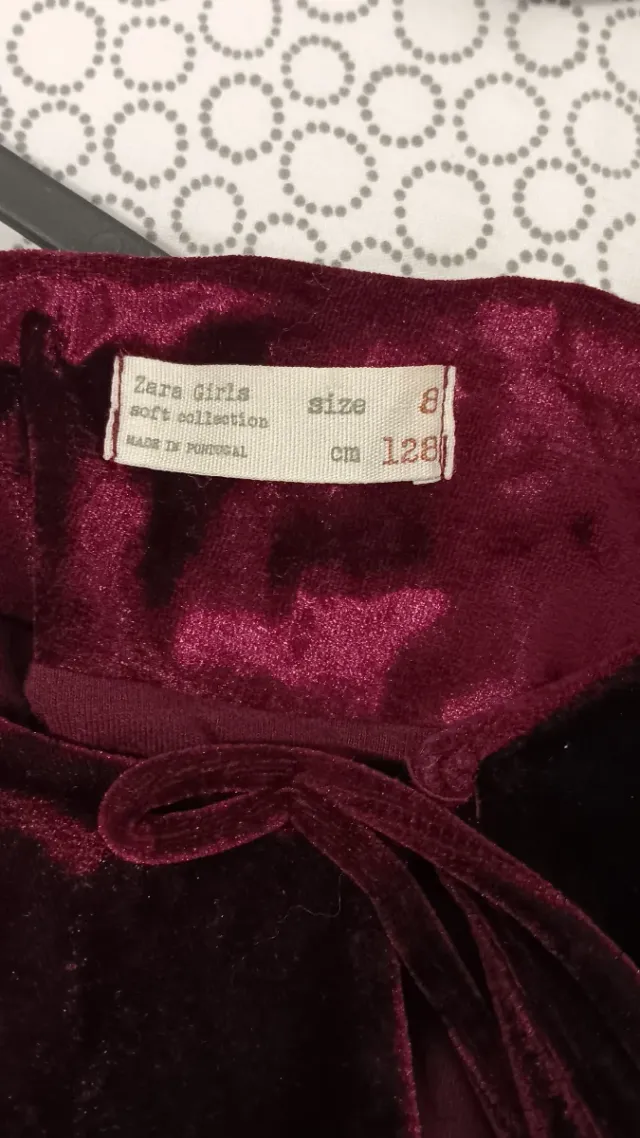 Zara Girls
soft collection
MADE IN PORTUGAL
size 8
cm 128